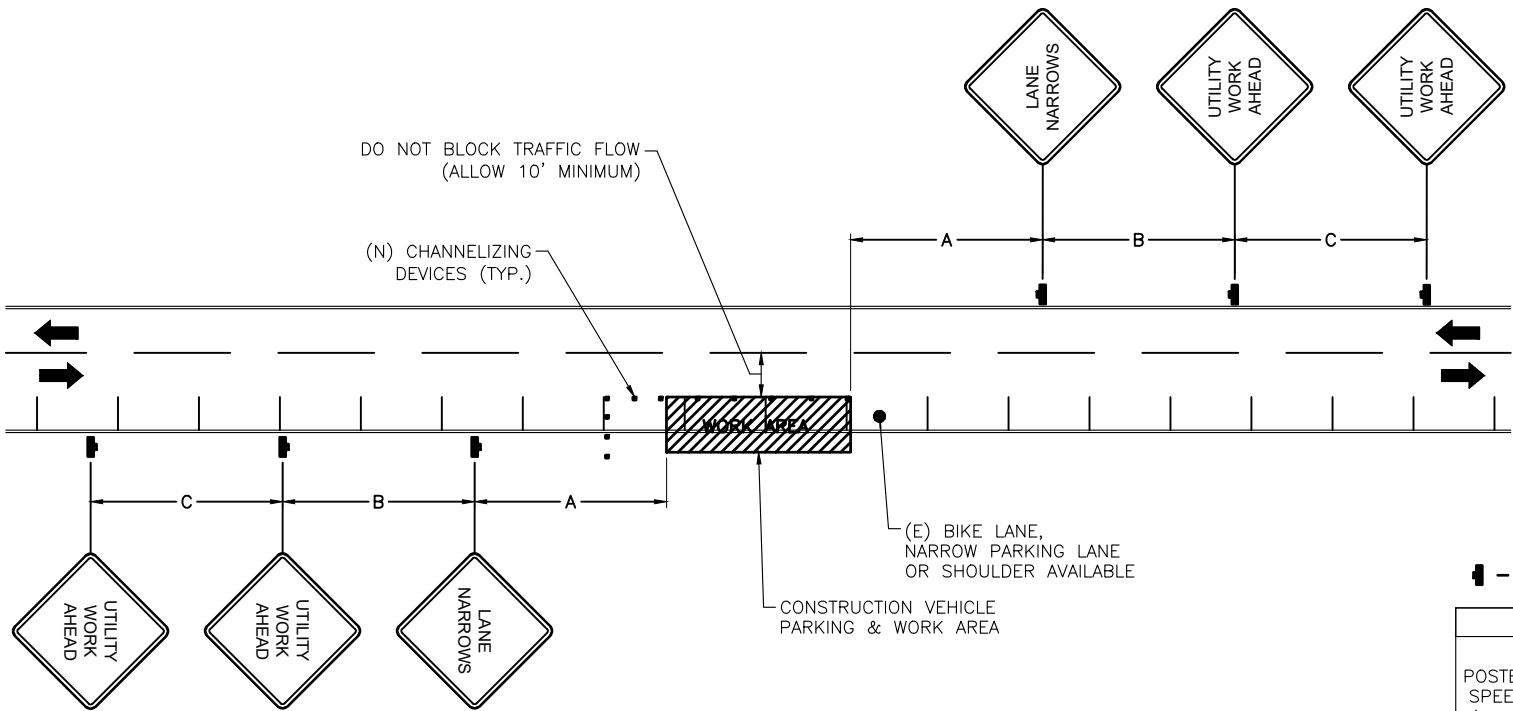 LANE
NARROWS
UTILITY
WORK
AHEAD
UTILITY
WORK
AHEAD
DO NOT BLOCK TRAFFIC FLOW
(ALLOW 10' MINIMUM)
(N) CHANNELIZING
DEVICES (TYP.)
A
B
C
WORK AREA
C
B
A
(E) BIKE LANE,
NARROW PARKING LANE
OR SHOULDER AVAILABLE
CONSTRUCTION VEHICLE
PARKING & WORK AREA
UTILITY
WORK
AHEAD
UTILITY
WORK
AHEAD
LANE
NARROWS
-
POSTE
SPEE